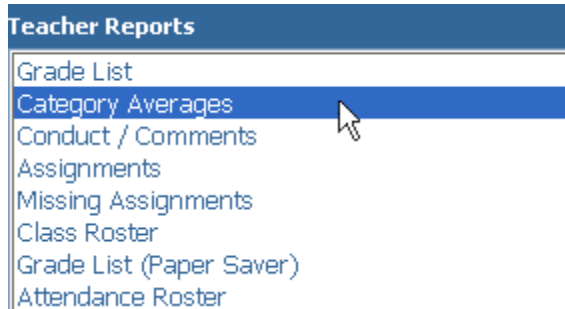 Teacher Reports
Grade List
Category Averages
Conduct / Comments
Assignments
Missing Assignments
Class Roster
Grade List (Paper Saver)
Attendance Roster